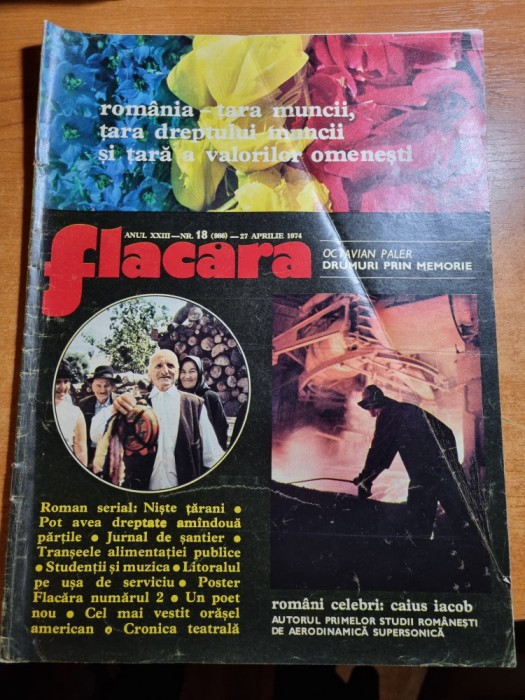 românia – țara muncii,
țara dreptului muncii
și țară a valorilor omenești
ANUL XXIII — NR. 18 (986) — 27 APRILIE 1974
flacăra
OCTAVIAN PALER
DRUMURI PRIN MEMORIE
Roman serial: Niște țărani •
Pot avea dreptate amîndouă
părțile • Jurnal de șantier •
Tranșeele alimentației publice
• Studenții și muzica • Litoralul
pe ușa de serviciu • Poster
Flacăra numărul 2 • Un poet
nou • Cel mai vestit orășel
american • Cronica teatrală
români celebri: caius iacob
AUTORUL PRIMELOR STUDII ROMÂNEȘTI
DE AERODINAMICĂ SUPERSONICĂ